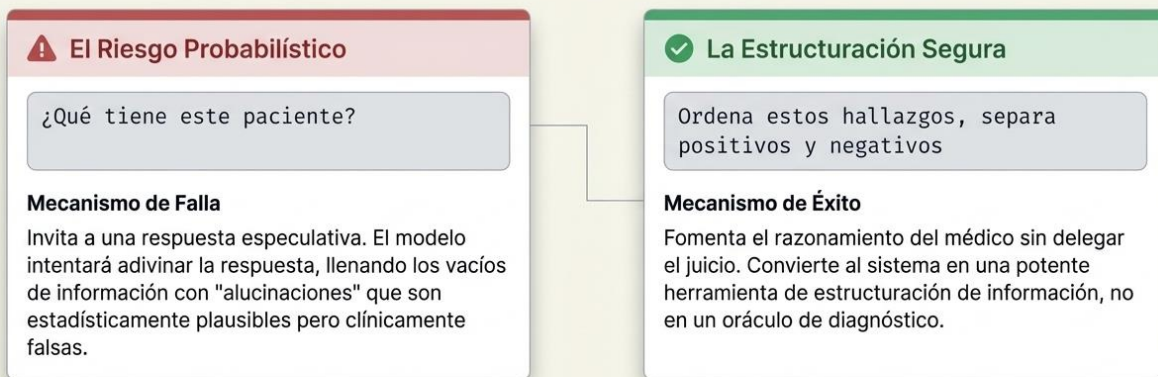 El Riesgo Probabilístico
¿Qué tiene este paciente?
Mecanismo de Falla
Invita a una respuesta especulativa. El modelo
intentará adivinar la respuesta, llenando los vacíos
de información con "alucinaciones" que son
estadísticamente plausibles pero clínicamente
falsas.
La Estructuración Segura
Ordena estos hallazgos, separa
positivos y negativos
Mecanismo de Éxito
Fomenta el razonamiento del médico sin delegar
el juicio. Convierte al sistema en una potente
herramienta de estructuración de información, no
en un oráculo de diagnóstico.